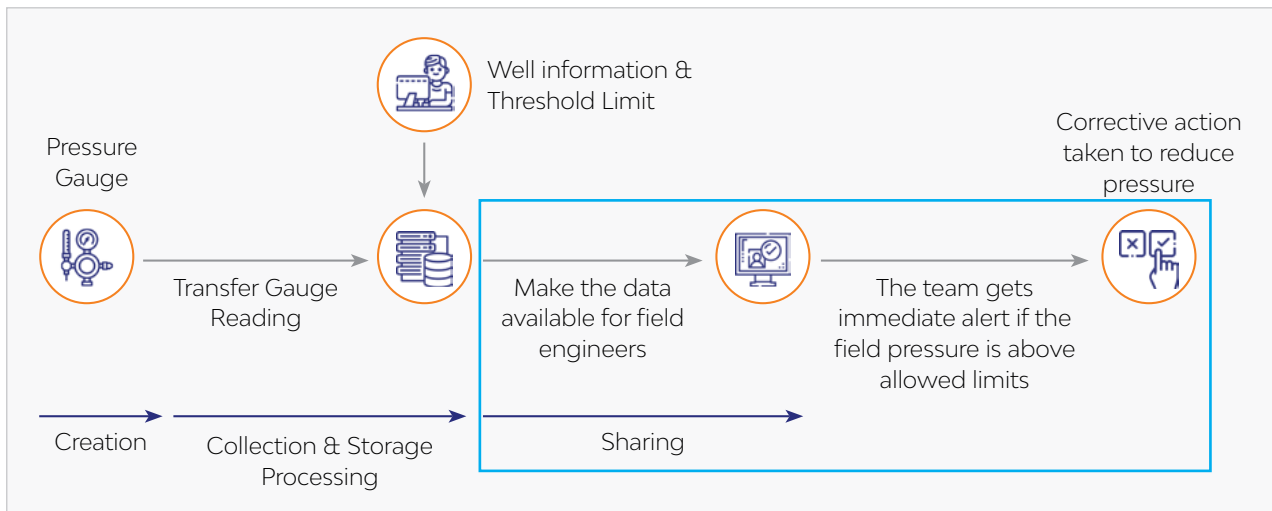 Well information &
Threshold Limit
Pressure
Gauge
Corrective action
taken to reduce
pressure
Transfer Gauge
Reading
Make the data
available for field
engineers
The team gets
immediate alert if the
field pressure is above
allowed limits
Creation
Collection & Storage
Processing
Sharing